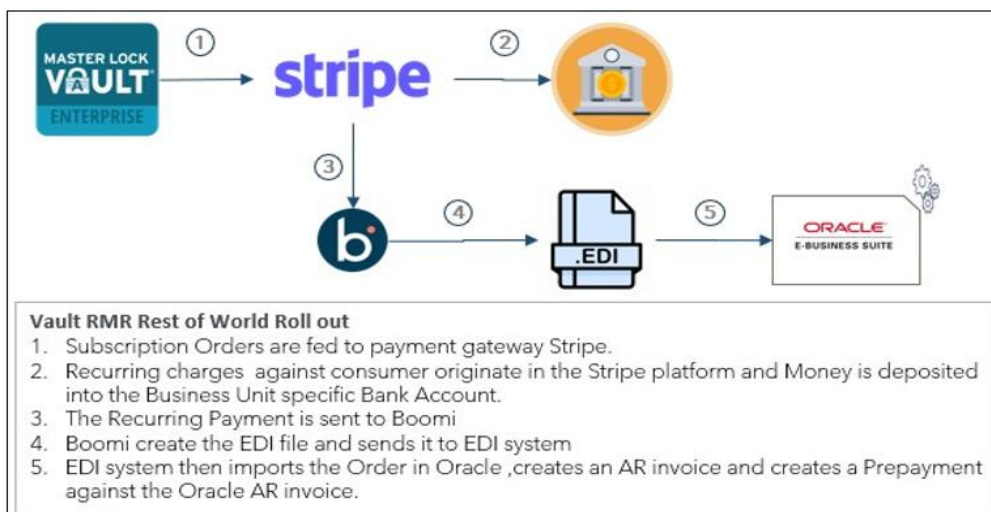 MASTER LOCK
VAULT
ENTERPRISE
①
stripe
②
$
③
b
④
.EDI
⑤
ORACLE
E-BUSINESS SUITE
Vault RMR Rest of World Roll out
1. Subscription Orders are fed to payment gateway Stripe.
2. Recurring charges against consumer originate in the Stripe platform and Money is deposited
into the Business Unit specific Bank Account.
3. The Recurring Payment is sent to Boomi
4. Boomi create the EDI file and sends it to EDI system
5. EDI system then imports the Order in Oracle ,creates an AR invoice and creates a Prepayment
against the Oracle AR invoice.